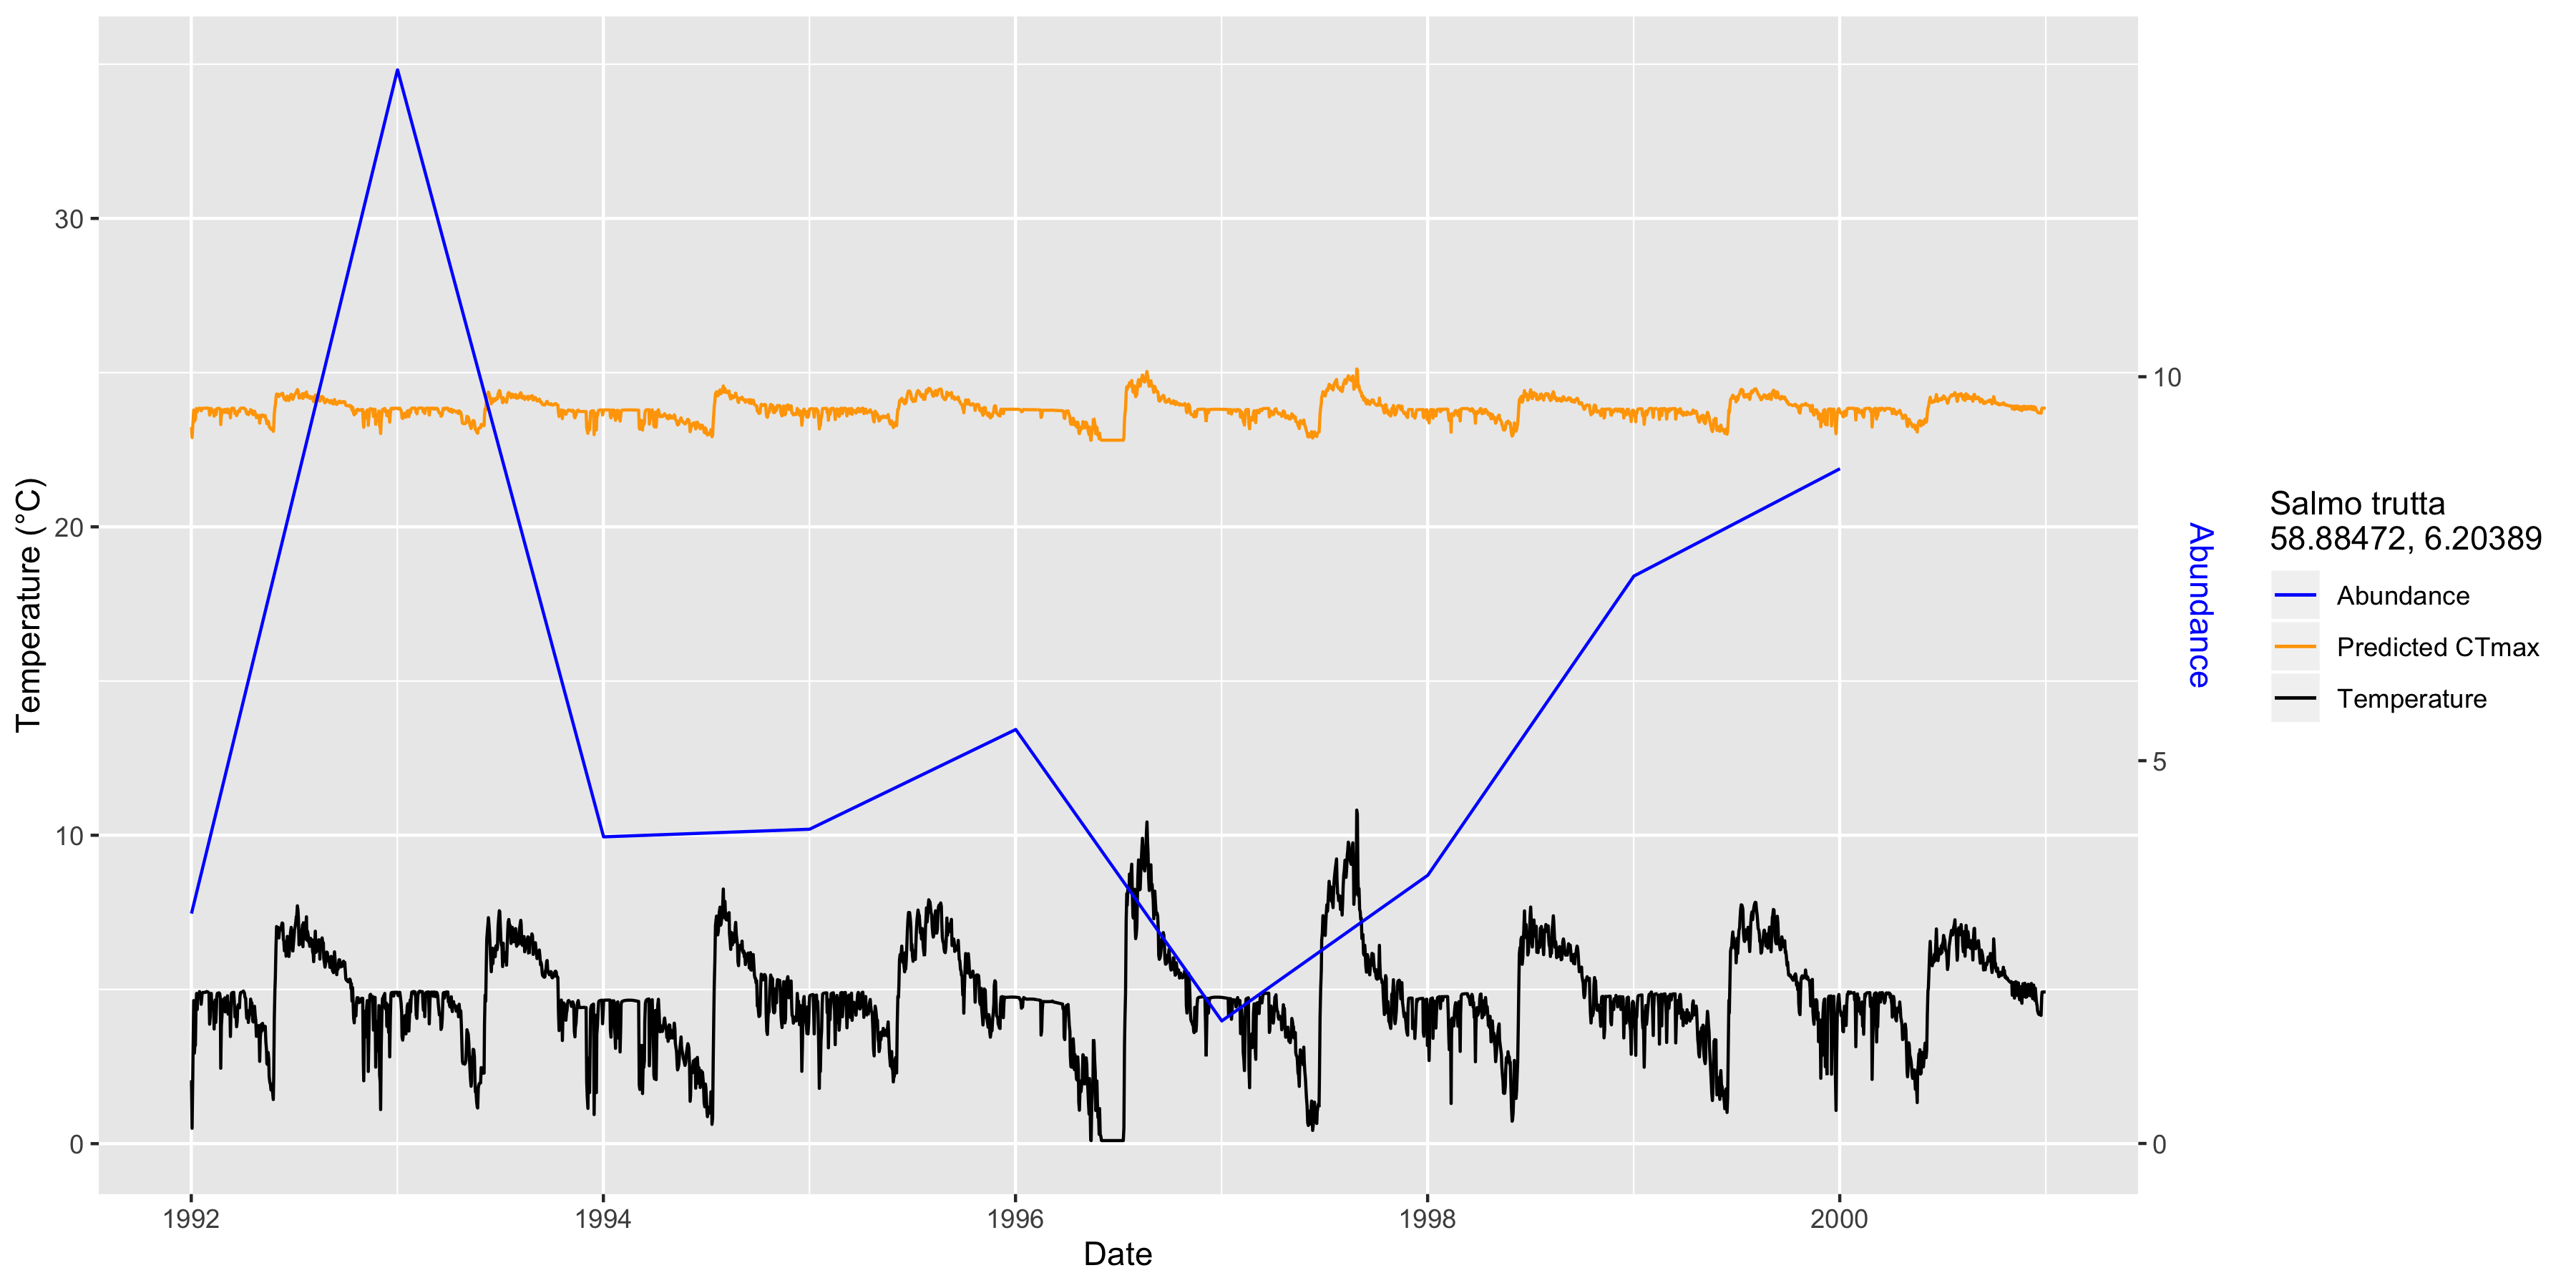 30
20
10
0
Temperature (°C)
1992
1994
1996
1998
2000
Date
10
5
0
Abundance
Salmo trutta
58.88472, 6.20389
Abundance
Predicted CTmax
Temperature